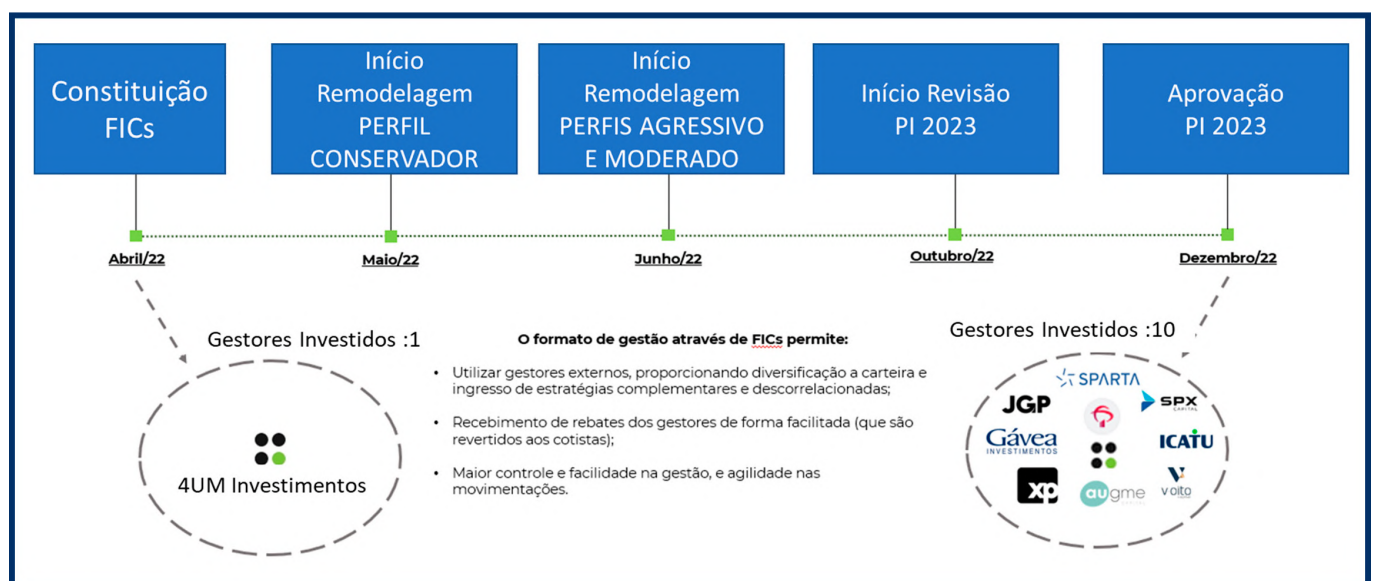 Constituição
FICs
Início
Remodelagem
PERFIL
CONSERVADOR
Início
Remodelagem
PERFIS AGRESSIVO
E MODERADO
Início Revisão
PI 2023
Aprovação
PI 2023
Abril/22
Maio/22
Junho/22
Outubro/22
Dezembro/22
Gestores Investidos :1
4UM Investimentos
O formato de gestão através de FICs permite:
• Utilizar gestores externos, proporcionando diversificação a carteira e
ingresso de estratégias complementares e descorrelacionadas;
• Recebimento de rebates dos gestores de forma facilitada (que são
revertidos aos cotistas);
• Maior controle e facilidade na gestão, e agilidade nas
movimentações.
Gestores Investidos :10
SPARTA
JGP
SPX
CAPITAL
Gávea
INVESTIMENTOS
ICATU
xp
augme
voito